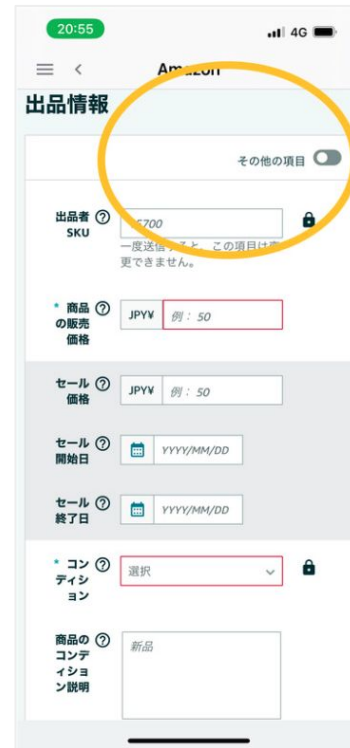 20:55
4G
Amazon
出品情報
その他の項目
出品者
SKU
5700
一度送信すると、この項目は変
更できません。
* 商品
の販売
価格
JPY¥
例： 50
セール
価格
JPY¥
例： 50
セール
開始日
YYYY/MM/DD
セール
終了日
YYYY/MM/DD
* コン
ディシ
ョン
選択
商品の
コンデ
ィショ
ン説明
新品